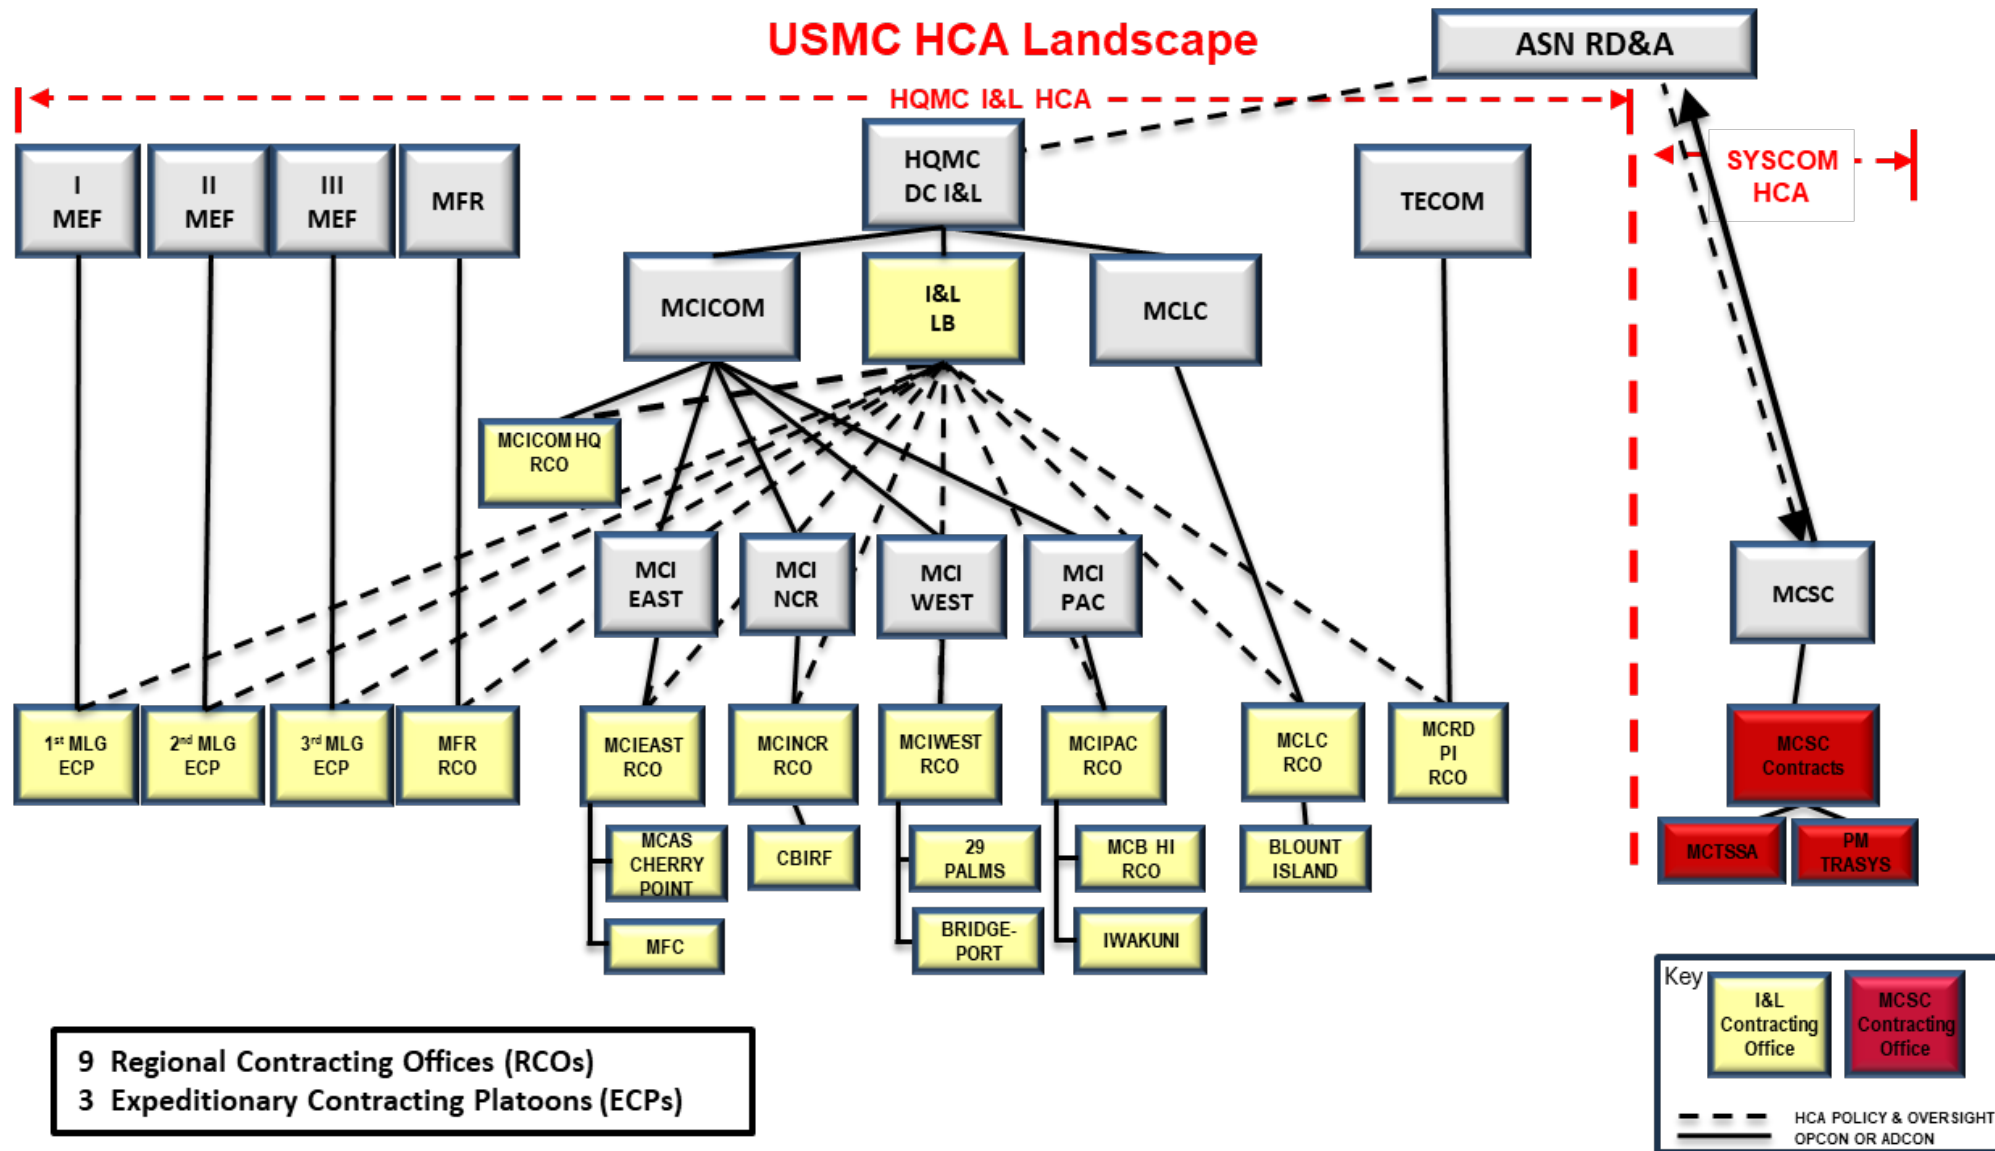 USMC HCA Landscape
ASN RD&A
HQMC I&L HCA
SYSCOM
HCA
I
MEF
II
MEF
III
MEF
MFR
HQMC
DC I&L
TECOM
MCICOM
I&L
LB
MCLC
MCICOM HQ
RCO
MCI
EAST
MCI
NCR
MCI
WEST
MCI
PAC
MCSC
1st MLG
ECP
2nd MLG
ECP
3rd MLG
ECP
MFR
RCO
MCIEAST
RCO
MCINCR
RCO
MCIWEST
RCO
MCIPAC
RCO
MCLC
RCO
MCRD
PI
RCO
MCSC
Contracts
MCAS
CHERRY
POINT
CBIRF
29
PALMS
MCB HI
RCO
BLOUNT
ISLAND
MCTSSA
PM
TRASYS
MFC
BRIDGE-
PORT
IWAKUNI
9 Regional Contracting Offices (RCOs)
3 Expeditionary Contracting Platoons (ECPs)
Key
I&L
Contracting
Office
MCSC
Contracting
Office
HCA POLICY & OVERSIGHT
OPCON OR ADCON